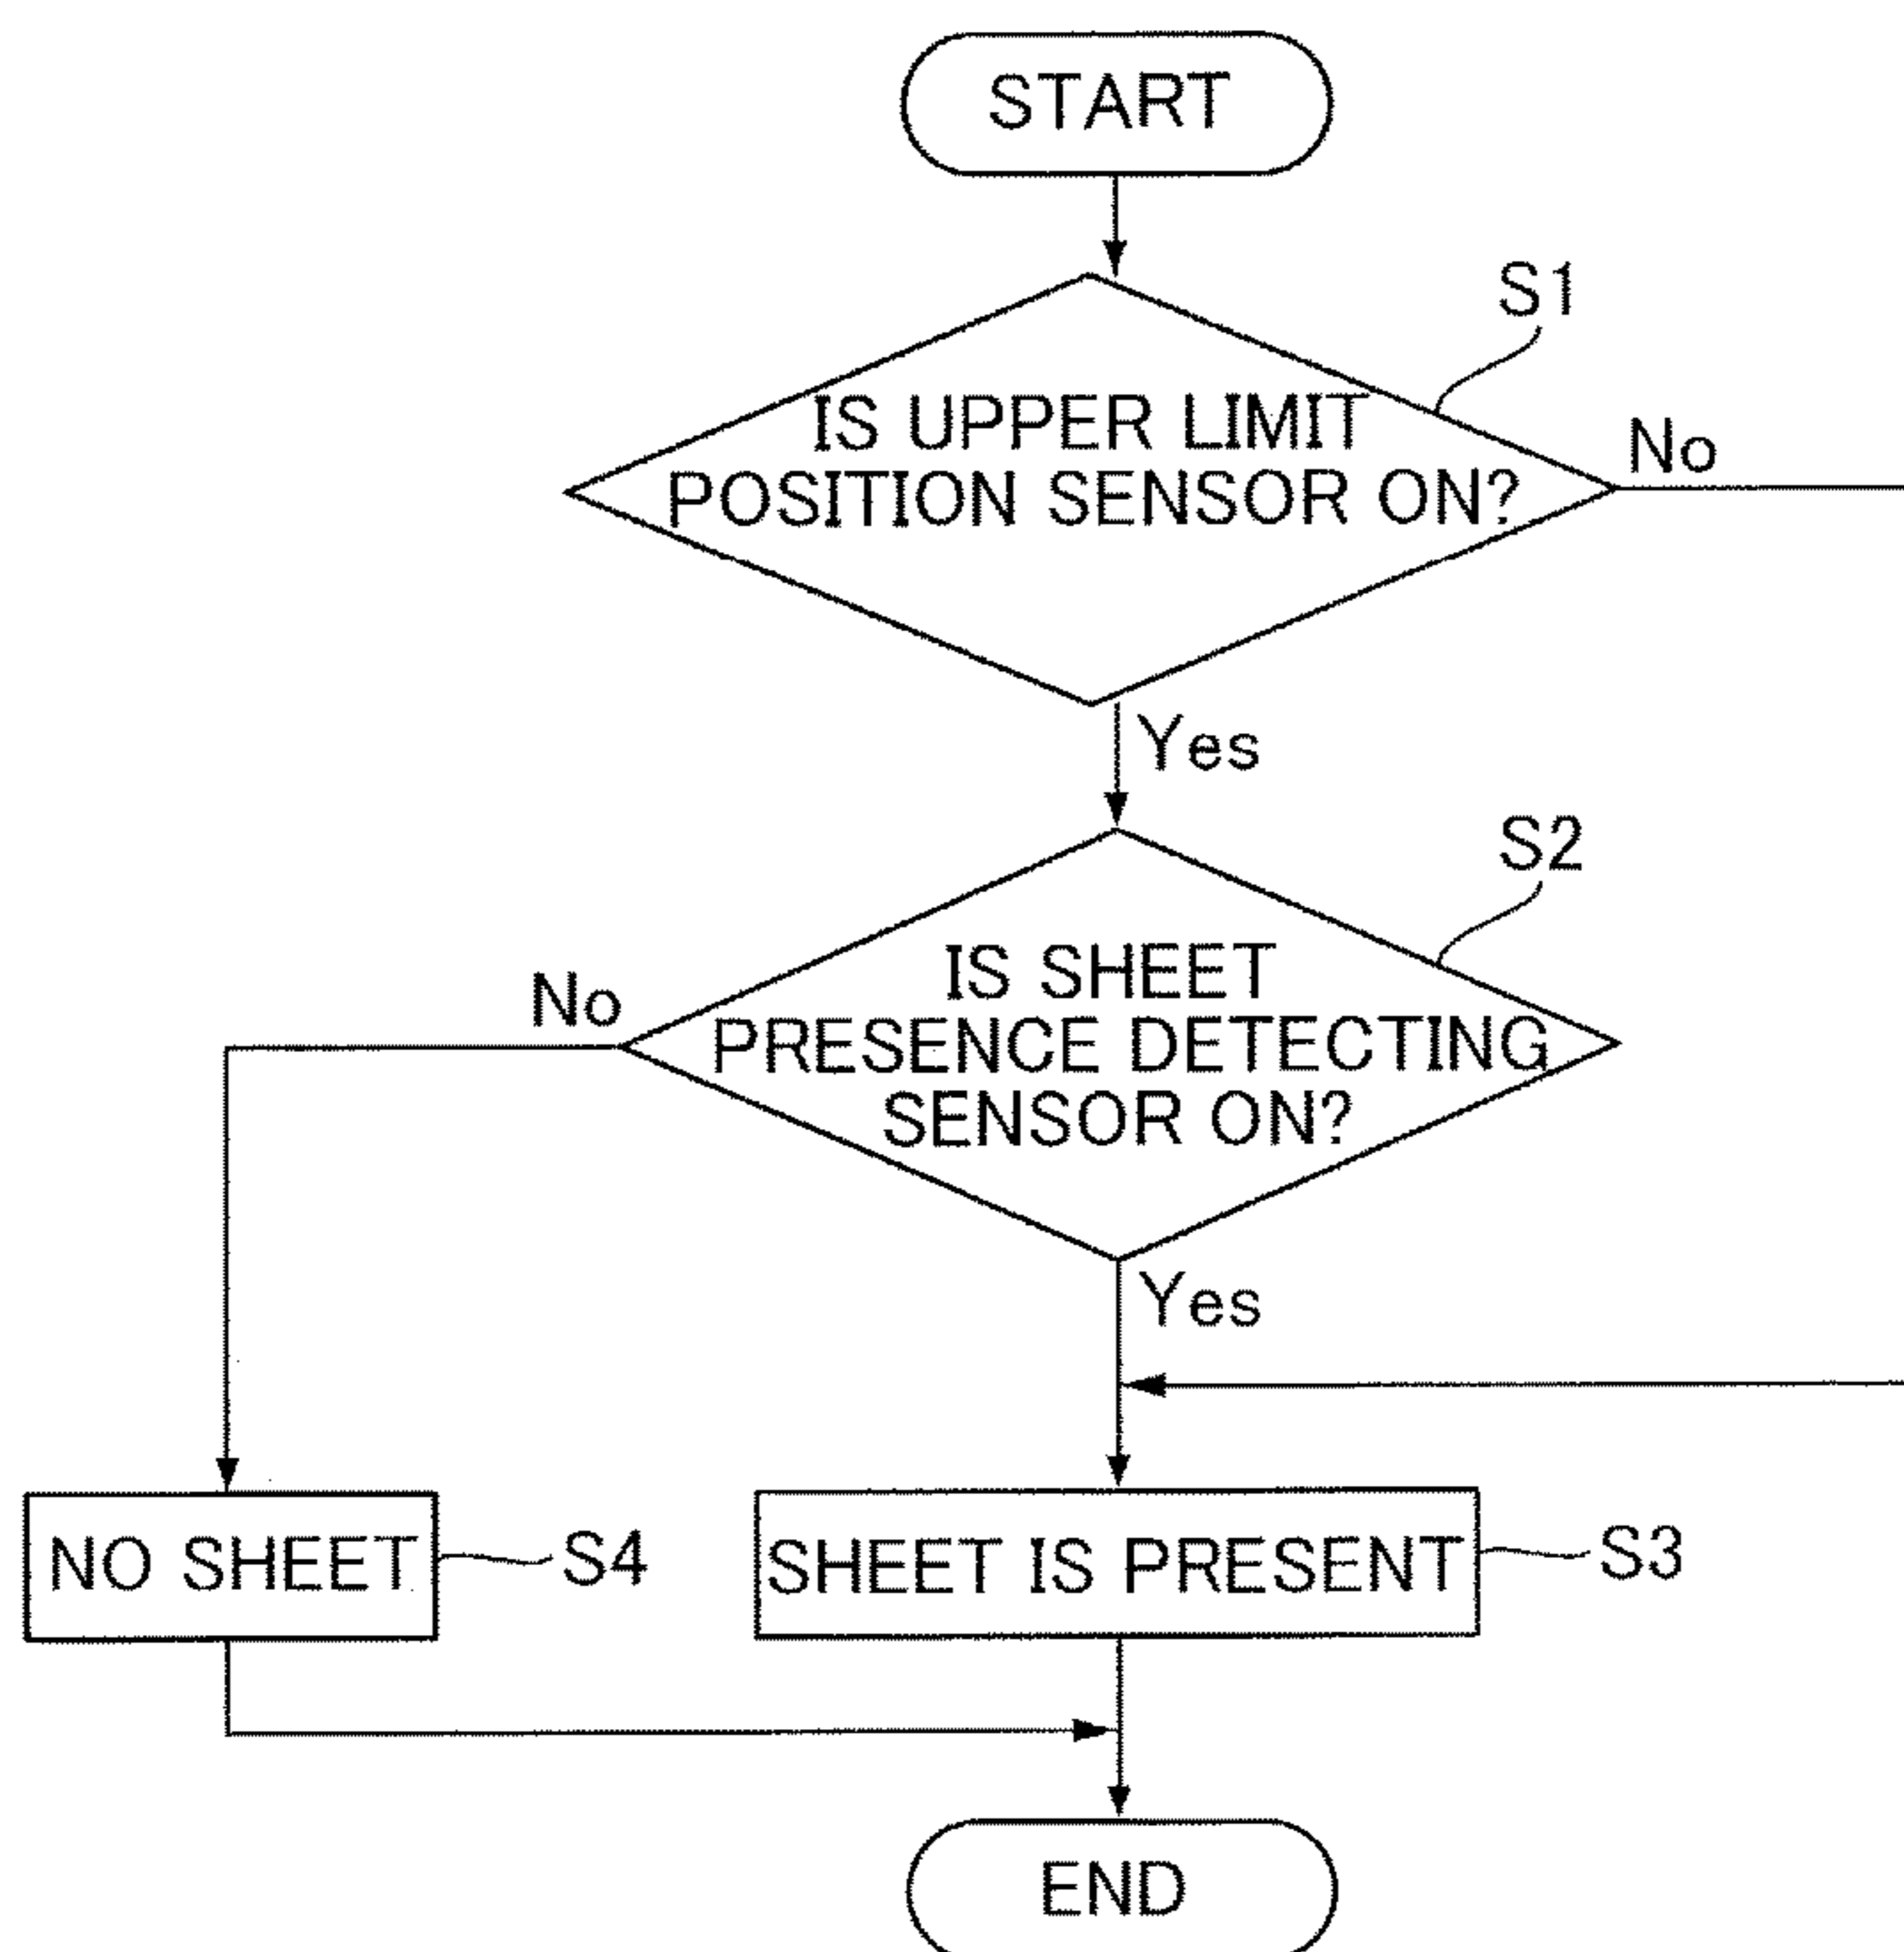 START
S1
IS UPPER LIMIT
POSITION SENSOR ON?
No
Yes
S2
IS SHEET
PRESENCE DETECTING
SENSOR ON?
No
Yes
NO SHEET
S4
SHEET IS PRESENT
S3
END